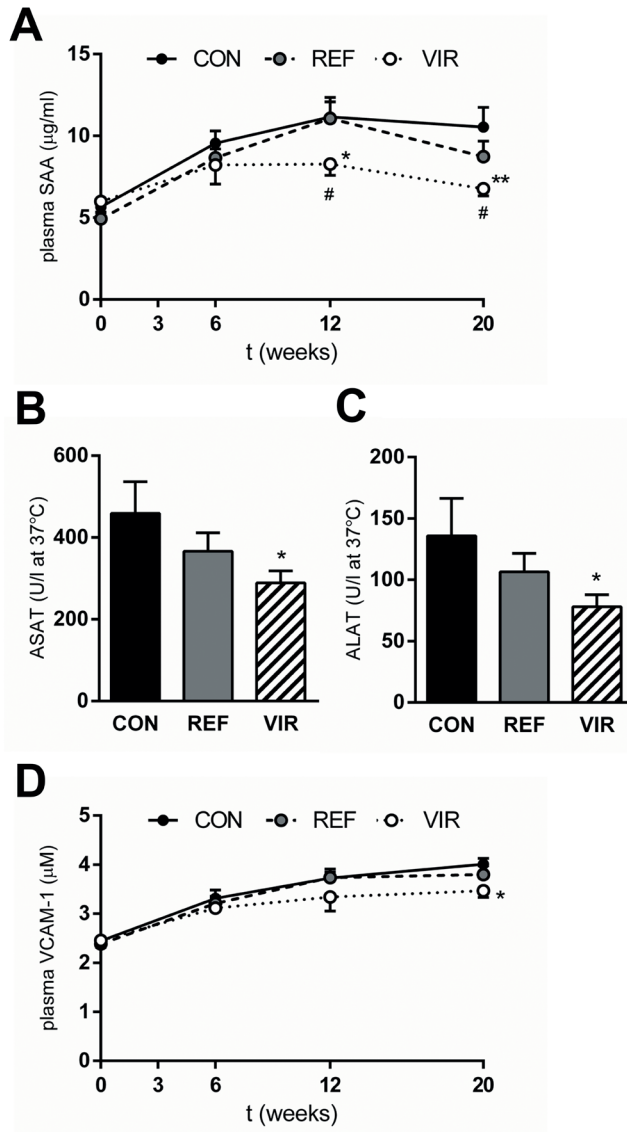 A
CON REF VIR
15
10
5
0
plasma SAA (µg/ml)
*
#
**
#
0 3 6 12 20
t (weeks)
B
600
400
200
0
ASAT (U/l at 37°C)
*
CON REF VIR
C
200
150
100
50
0
ALAT (U/l at 37°C)
*
CON REF VIR
D
CON REF VIR
5
4
3
2
1
0
plasma VCAM-1 (µM)
*
0 3 6 12 20
t (weeks)